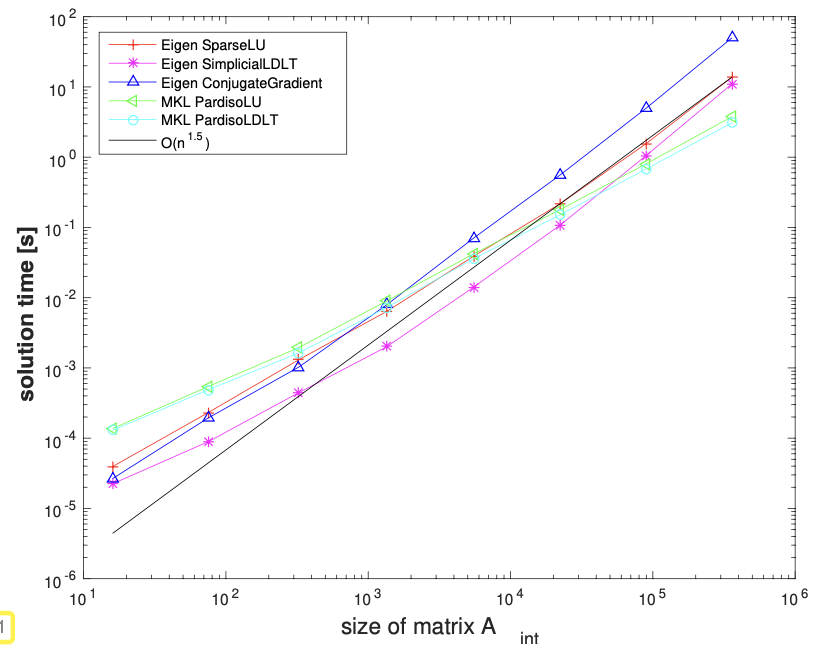 Eigen SparseLU
Eigen SimplicialLDLT
Eigen ConjugateGradient
MKL PardisoLU
MKL PardisoLDLT
O(n^1.5)
solution time [s]
10^2
10^1
10^0
10^-1
10^-2
10^-3
10^-4
10^-5
10^-6
10^1 10^2 10^3 10^4 10^5 10^6
size of matrix A_int
1